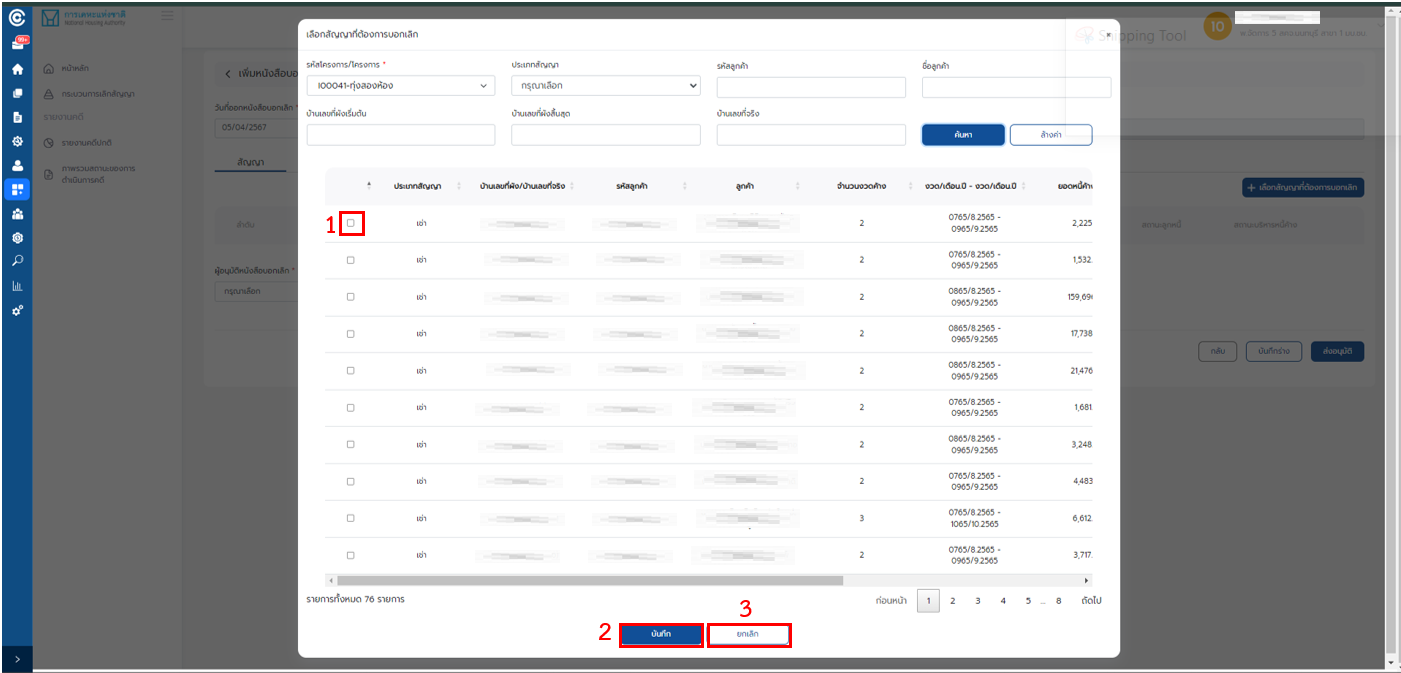 การเคหะแห่งชาติ
National Housing Authority
99+
หน้าหลัก
กระบวนการเลิกสัญญา
รายงานคดี
รายงานคดีปกติ
ภาพรวมสถานะของการ
ดำเนินการคดี
เพิ่มหนังสือบอ
วันที่ออกหนังสือบอกเลิก *
05/04/2567
สัญญา
ลำดับ
ผู้อนุมัติหนังสือบอกเลิก *
กรุณาเลือก
Snipping Tool
10
+ เลือกสัญญาที่ต้องการบอกเลิก
สถานะลูกหนี้
สถานะบริหารหนี้ค้าง
กลับ
บันทึกร่าง
ส่งอนุมัติ
เลือกสัญญาที่ต้องการบอกเลิก
×
รหัสโครงการ/โครงการ *
ประเภทสัญญา
รหัสลูกค้า
ชื่อลูกค้า
100041-ทุ่งสองห้อง
กรุณาเลือก
บ้านเลขที่ผังเริ่มต้น
บ้านเลขที่ผังสิ้นสุด
บ้านเลขที่จริง
ค้นหา
ล้างค่า
ประเภทสัญญา
บ้านเลขที่ผัง/บ้านเลขที่จริง
รหัสลูกค้า
ลูกค้า
จำนวนงวดค้าง
งวด/เดือน.ปี - งวด/เดือน.ปี
ยอดหนี้ค้าง
1
เช่า 2 0765/8.2565 - 2,225
0965/9.2565
เช่า 2 0765/8.2565 - 1,532.
0965/9.2565
เช่า 2 0865/8.2565 - 159,69
0965/9.2565
เช่า 2 0865/8.2565 - 17,738
0965/9.2565
เช่า 2 0865/8.2565 - 21,476
0965/9.2565
เช่า 2 0765/8.2565 - 1,681.
0965/9.2565
เช่า 2 0865/8.2565 - 3,248
0965/9.2565
เช่า 2 0765/8.2565 - 4,483
0965/9.2565
เช่า 3 0765/8.2565 - 6,612.
1065/10.2565
เช่า 2 0765/8.2565 - 3,717.
0965/9.2565
รายการทั้งหมด 76 รายการ
ก่อนหน้า 1 2 3 4 5 ... 8 ถัดไป
3
2
บันทึก
ยกเลิก